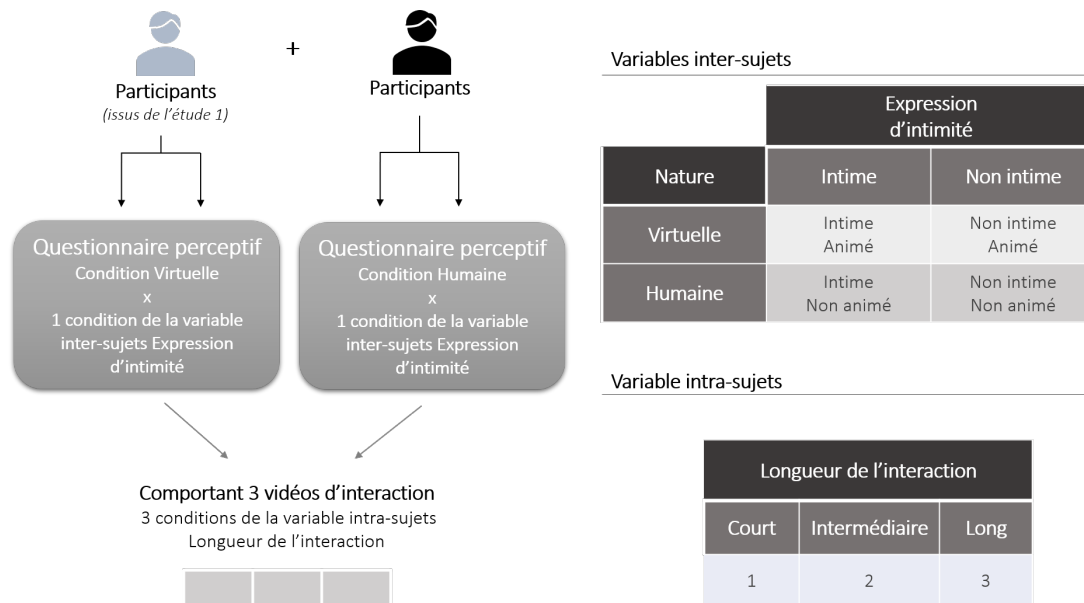 +
Participants
(issus de l'étude 1)
Participants
Questionnaire perceptif
Condition Virtuelle
x
1 condition de la variable
inter-sujets Expression
d'intimité
Questionnaire perceptif
Condition Humaine
x
1 condition de la variable
inter-sujets Expression
d'intimité
Comportant 3 vidéos d'interaction
3 conditions de la variable intra-sujets
Longueur de l'interaction
Variables inter-sujets
Expression
d'intimité
Nature
Intime
Non intime
Virtuelle
Intime
Animé
Non intime
Animé
Humaine
Intime
Non animé
Non intime
Non animé
Variable intra-sujets
Longueur de l'interaction
Court
Intermédiaire
Long
1
2
3